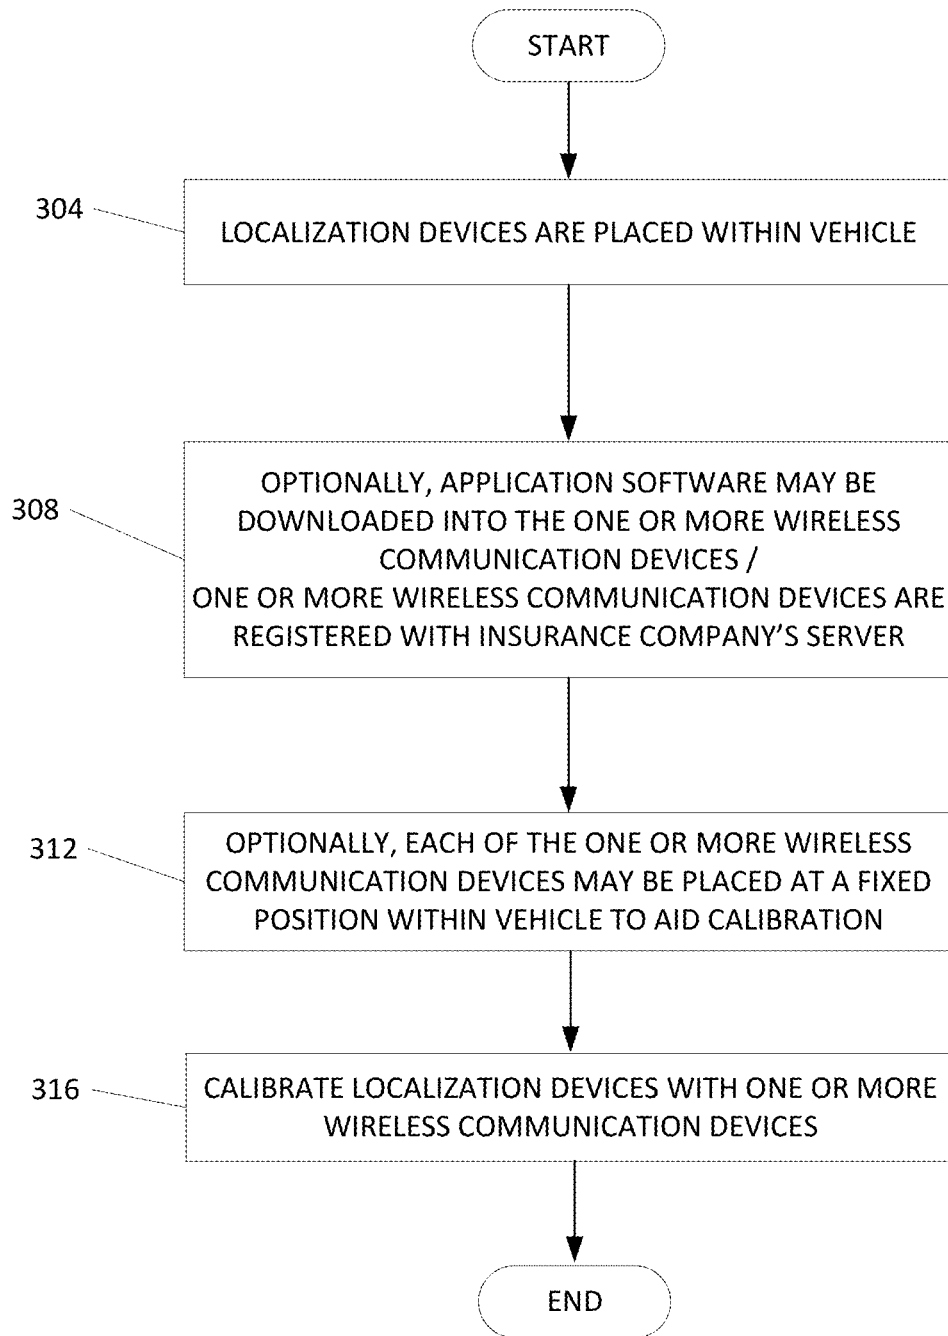 START
304
LOCALIZATION DEVICES ARE PLACED WITHIN VEHICLE
308
OPTIONALLY, APPLICATION SOFTWARE MAY BE
DOWNLOADED INTO THE ONE OR MORE WIRELESS
COMMUNICATION DEVICES /
ONE OR MORE WIRELESS COMMUNICATION DEVICES ARE
REGISTERED WITH INSURANCE COMPANY'S SERVER
312
OPTIONALLY, EACH OF THE ONE OR MORE WIRELESS
COMMUNICATION DEVICES MAY BE PLACED AT A FIXED
POSITION WITHIN VEHICLE TO AID CALIBRATION
316
CALIBRATE LOCALIZATION DEVICES WITH ONE OR MORE
WIRELESS COMMUNICATION DEVICES
END